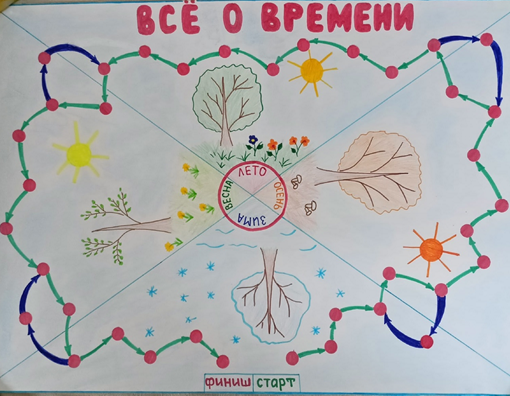 ВСЁ О ВРЕМЕНИ
ЛЕТО
ВЕСНА
ОСЕНЬ
ЗИМА
ФИНИШ СТАРТ